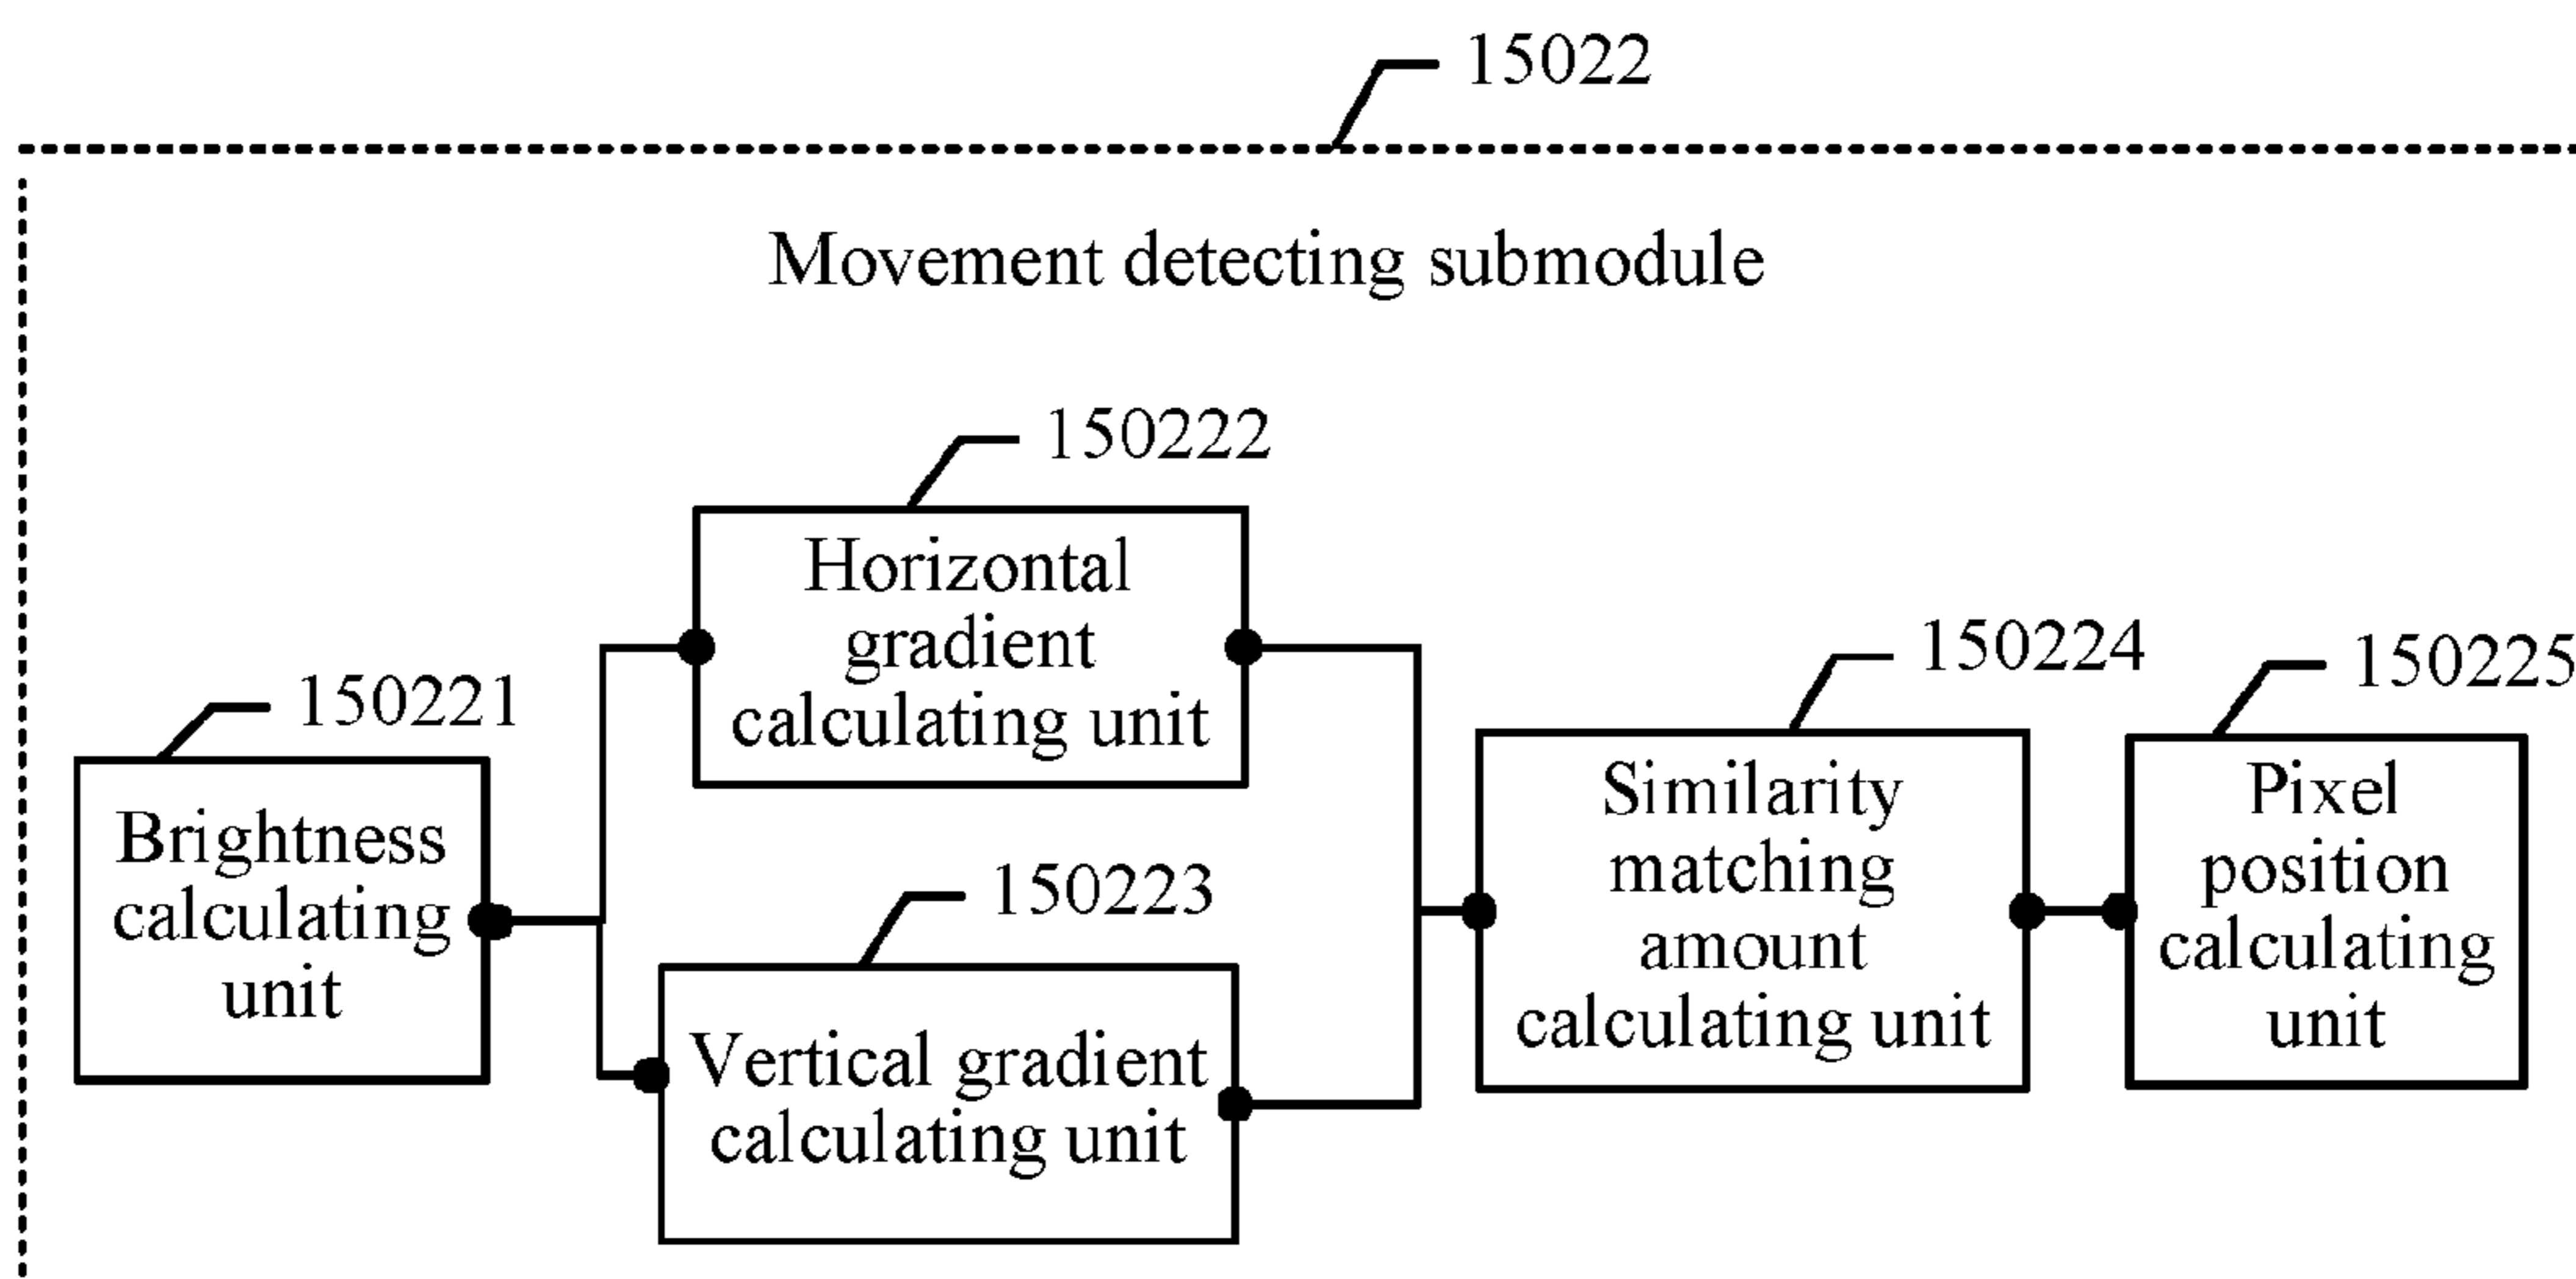 15022
Movement detecting submodule
150222
Horizontal
gradient
calculating unit
150221
Brightness
calculating
unit
150223
Vertical gradient
calculating unit
150224
Similarity
matching
amount
calculating unit
150225
Pixel
position
calculating
unit